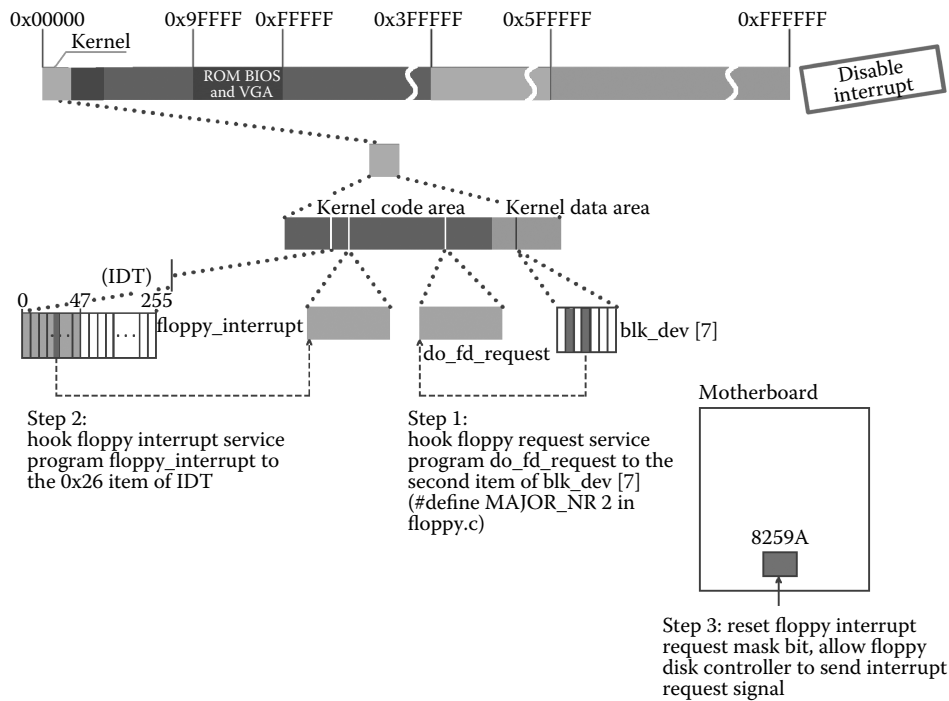 0x00000 0x9FFFF 0xFFFFF 0x3FFFFF 0x5FFFFF 0xFFFFFF
Kernel
ROM BIOS
and VGA
Disable
interrupt
Kernel code area Kernel data area
(IDT)
0 47 255
... ...
floppy_interrupt
do_fd_request
blk_dev [7]
Step 2:
hook floppy interrupt service
program floppy_interrupt to
the 0x26 item of IDT
Step 1:
hook floppy request service
program do_fd_request to the
second item of blk_dev [7]
(#define MAJOR_NR 2 in
floppy.c)
Motherboard
8259A
Step 3: reset floppy interrupt
request mask bit, allow floppy
disk controller to send interrupt
request signal